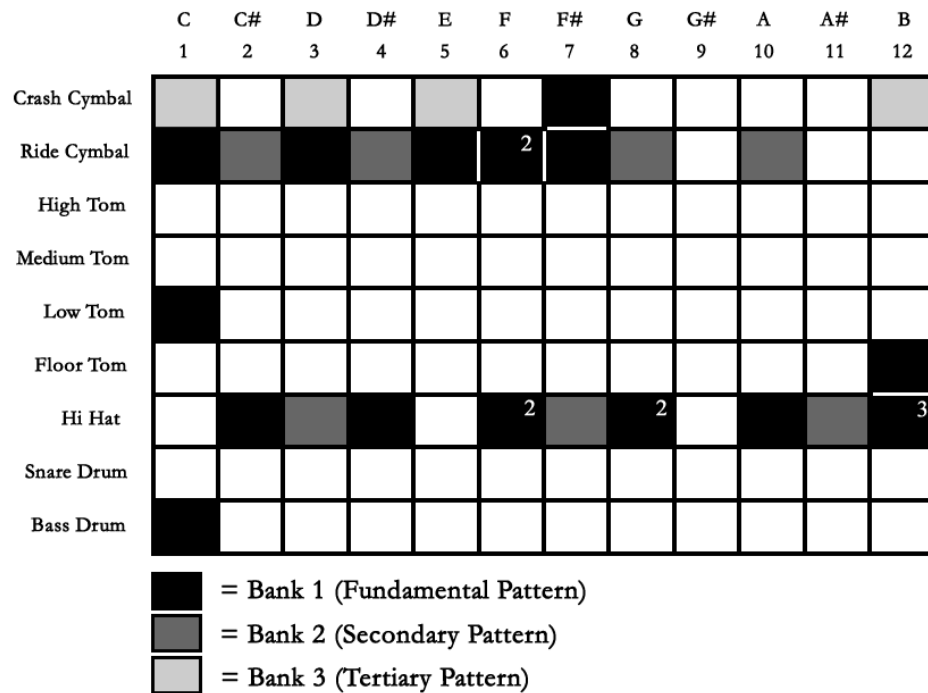 C C# D D# E F F# G G# A A# B
1 2 3 4 5 6 7 8 9 10 11 12
Crash Cymbal
Ride Cymbal 2
High Tom
Medium Tom
Low Tom
Floor Tom
Hi Hat 2 2 3
Snare Drum
Bass Drum
= Bank 1 (Fundamental Pattern)
= Bank 2 (Secondary Pattern)
= Bank 3 (Tertiary Pattern)